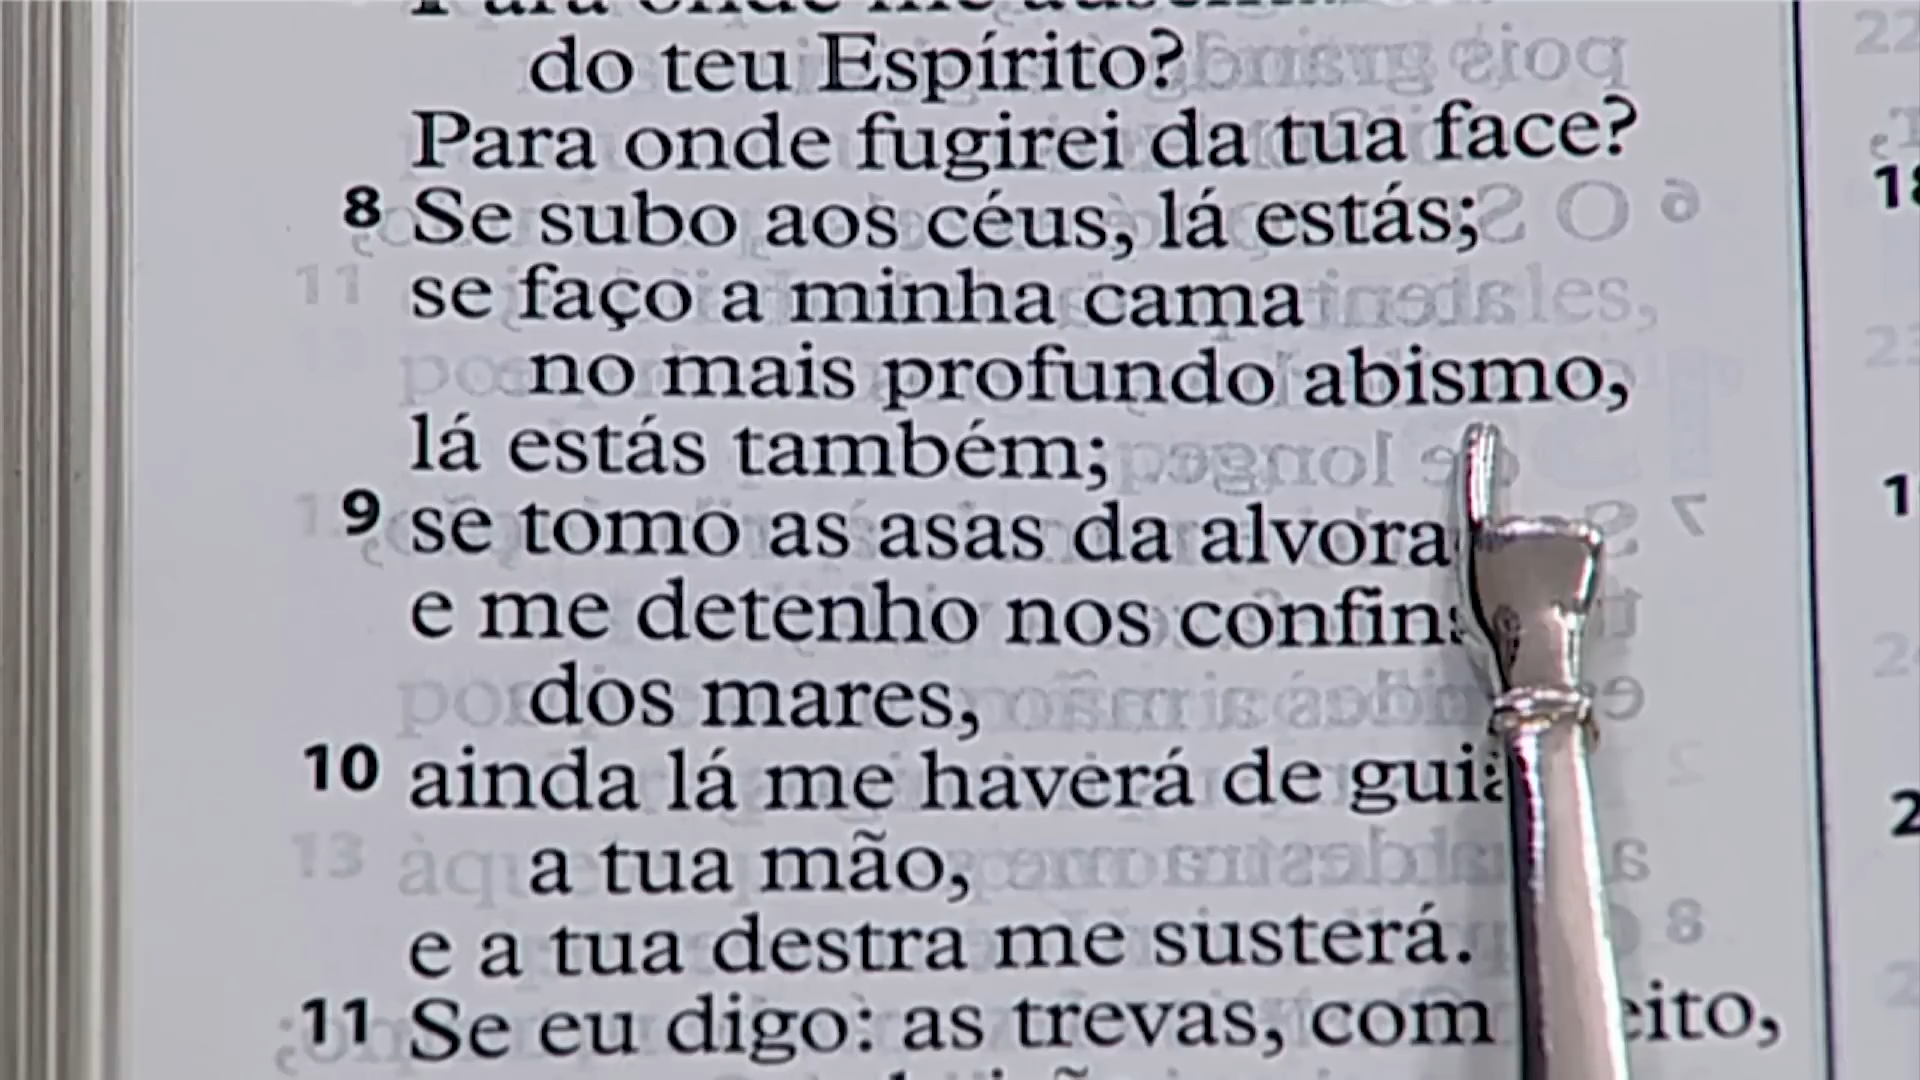 do teu Espírito?
Para onde fugirei da tua face?
8 Se subo aos céus, lá estás;
se faço a minha cama
no mais profundo abismo,
lá estás também;
9 se tomo as asas da
e me detenho nos
dos mares,
10 ainda lá me haverá de
a tua mão,
e a tua destra me susterá.
11 Se eu digo: as trevas, com